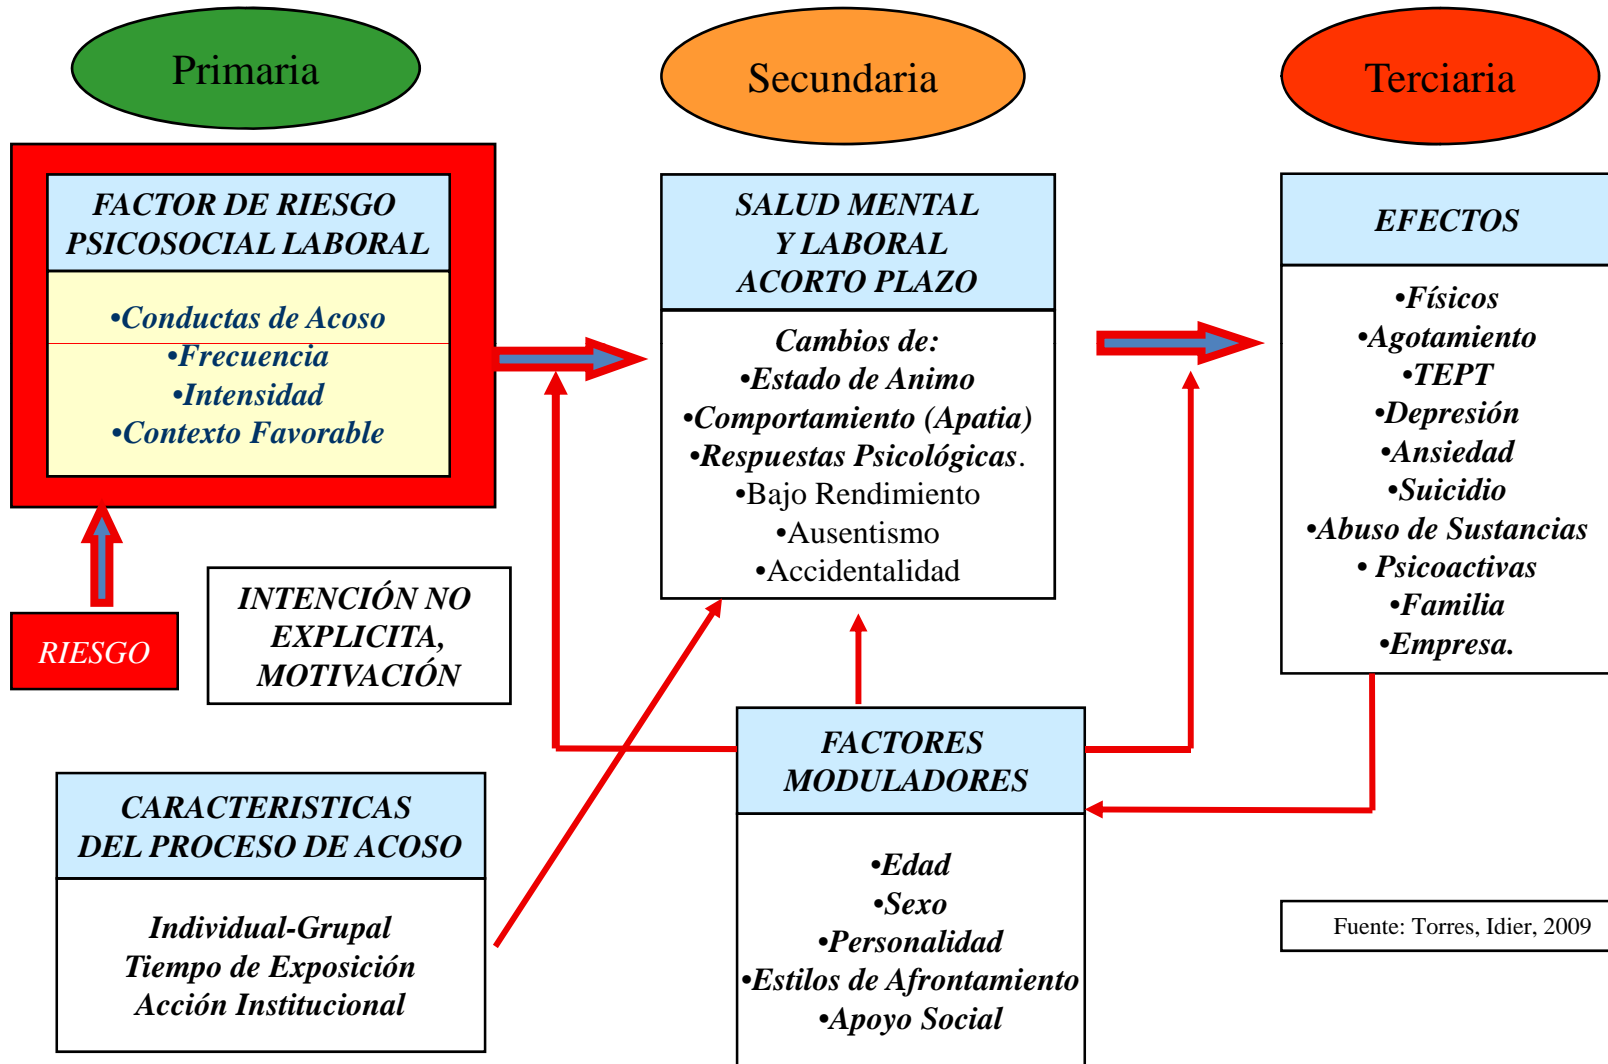 Primaria
Secundaria
Terciaria
FACTOR DE RIESGO
PSICOSOCIAL LABORAL
•Conductas de Acoso
•Frecuencia
•Intensidad
•Contexto Favorable
RIESGO
INTENCIÓN NO
EXPLICITA,
MOTIVACIÓN
CARACTERISTICAS
DEL PROCESO DE ACOSO
Individual-Grupal
Tiempo de Exposición
Acción Institucional
SALUD MENTAL
Y LABORAL
ACORTO PLAZO
Cambios de:
•Estado de Animo
•Comportamiento (Apatia)
•Respuestas Psicológicas.
•Bajo Rendimiento
•Ausentismo
•Accidentalidad
FACTORES
MODULADORES
•Edad
•Sexo
•Personalidad
•Estilos de Afrontamiento
•Apoyo Social
EFECTOS
•Físicos
•Agotamiento
•TEPT
•Depresión
•Ansiedad
•Suicidio
•Abuso de Sustancias
• Psicoactivas
•Familia
•Empresa.
Fuente: Torres, Idier, 2009